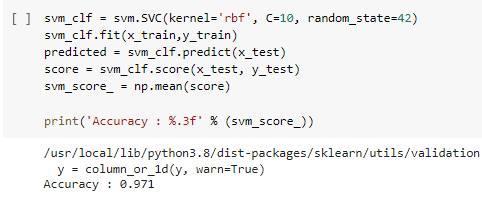 [ ] svm_clf = svm.SVC(kernel='rbf', C=10, random_state=42)
svm_clf.fit(x_train,y_train)
predicted = svm_clf.predict(x_test)
score = svm_clf.score(x_test, y_test)
svm_score_ = np.mean(score)
print('Accuracy : %.3f' % (svm_score_))
/usr/local/lib/python3.8/dist-packages/sklearn/utils/validation
y = column_or_1d(y, warn=True)
Accuracy : 0.971